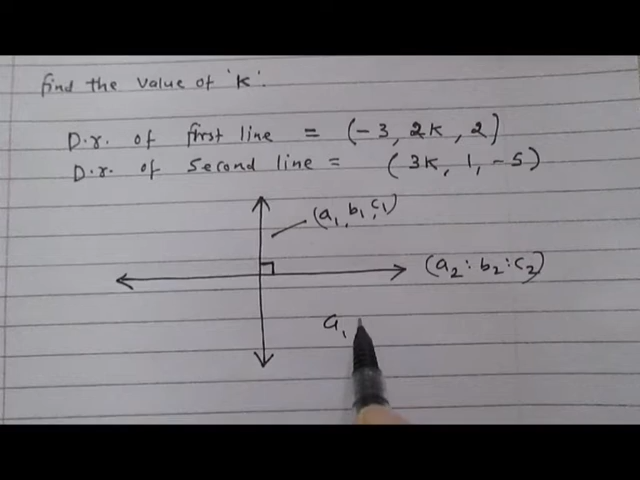 find the value of 'K'.
D.r. of first line = (-3, 2K, 2)
D.r. of second line = (3K, 1, -5)
(a₁, b₁, c₁)
(a₂ : b₂ : c₂)
a₁